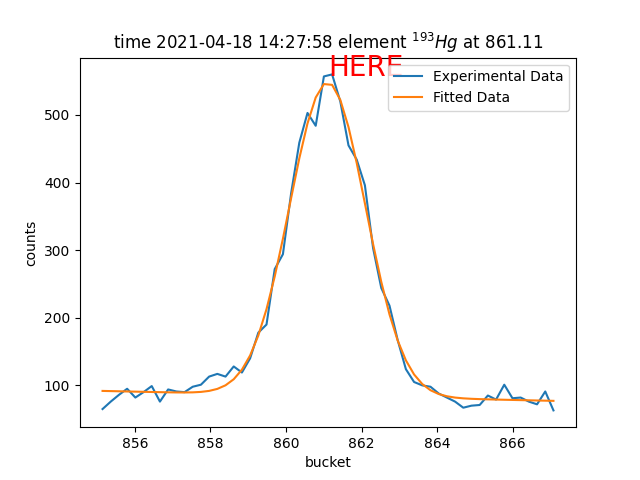 time 2021-04-18 14:27:58 element ¹⁹³Hg at 861.11
HERE
Experimental Data
Fitted Data
counts
500
400
300
200
100
856 858 860 862 864 866
bucket